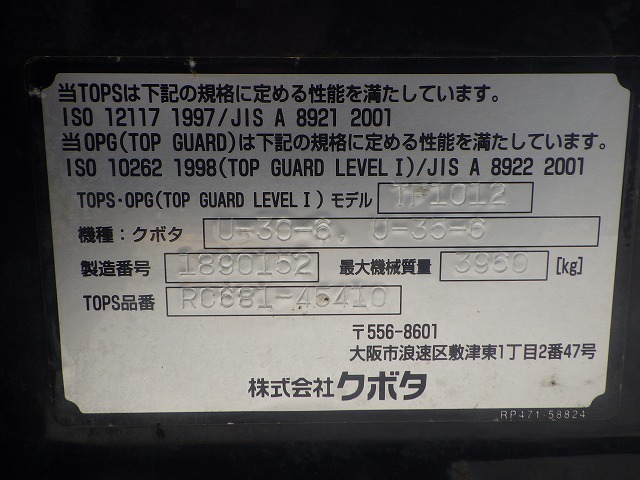 当TOPSは下記の規格に定める性能を満たしています。
ISO 12117 1997/JIS A 8921 2001
当OPG(TOP GUARD)は下記の規格に定める性能を満たしています。
ISO 10262 1998(TOP GUARD LEVEL I)/JIS A 8922 2001
TOPS・OPG(TOP GUARD LEVEL I) モデル TP1012
機種：クボタ U-30-6, U-35-6
製造番号 1890152 最大機械質量 3960 [kg]
TOPS品番 RC681-45410
〒556-8601
大阪市浪速区敷津東1丁目2番47号
株式会社クボタ
RP471-58824